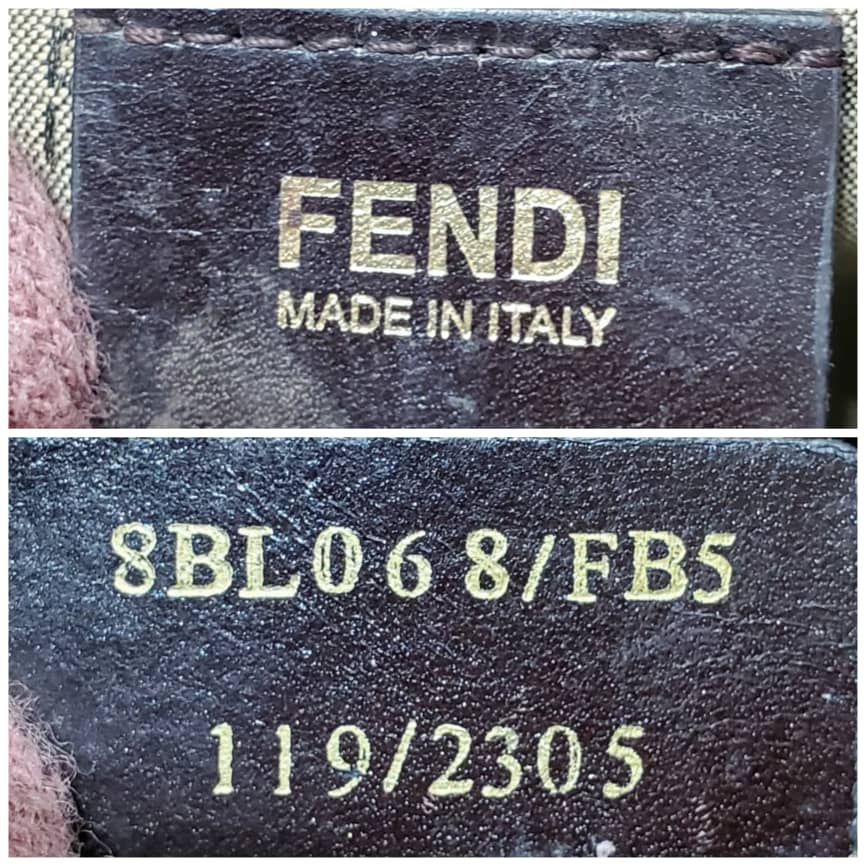 FENDI
MADE IN ITALY
8BL068/FB5
119/2305